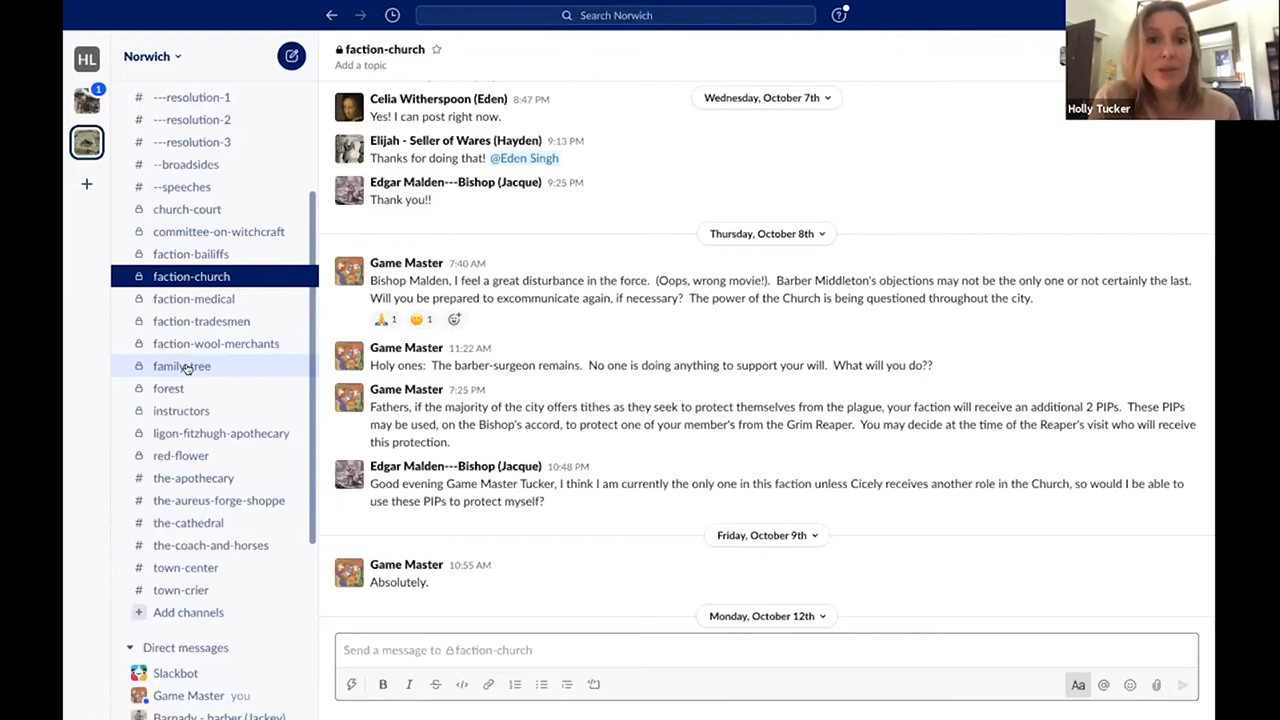 Search Norwich
HL
1
Norwich
---resolution-1
---resolution-2
---resolution-3
--broadsides
--speeches
church-court
committee-on-witchcraft
faction-bailiffs
faction-church
faction-medical
faction-tradesmen
faction-wool-merchants
family-tree
forest
instructors
ligon-fitzhugh-apothecary
red-flower
the-apothecary
the-aureus-forge-shoppe
the-cathedral
the-coach-and-horses
town-center
town-crier
Add channels
Direct messages
Slackbot
Game Master you
Barnady - barber (Jackey)
faction-church
Add a topic
Wednesday, October 7th
Celia Witherspoon (Eden) 8:47 PM
Yes! I can post right now.
Elijah - Seller of Wares (Hayden) 9:13 PM
Thanks for doing that! @Eden Singh
Edgar Malden---Bishop (Jacque) 9:25 PM
Thank you!!
Thursday, October 8th
Game Master 7:40 AM
Bishop Malden, I feel a great disturbance in the force. (Oops, wrong movie!). Barber Middleton's objections may not be the only one or not certainly the last.
Will you be prepared to excommunicate again, if necessary? The power of the Church is being questioned throughout the city.
1 1
Game Master 11:22 AM
Holy ones: The barber-surgeon remains. No one is doing anything to support your will. What will you do??
Game Master 7:25 PM
Fathers, if the majority of the city offers tithes as they seek to protect themselves from the plague, your faction will receive an additional 2 PIPs. These PIPs
may be used, on the Bishop's accord, to protect one of your member's from the Grim Reaper. You may decide at the time of the Reaper's visit who will receive
this protection.
Edgar Malden---Bishop (Jacque) 10:48 PM
Good evening Game Master Tucker, I think I am currently the only one in this faction unless Cicely receives another role in the Church, so would I be able to
use these PIPs to protect myself?
Friday, October 9th
Game Master 10:55 AM
Absolutely.
Monday, October 12th
Send a message to faction-church
B I S Aa @
Holly Tucker